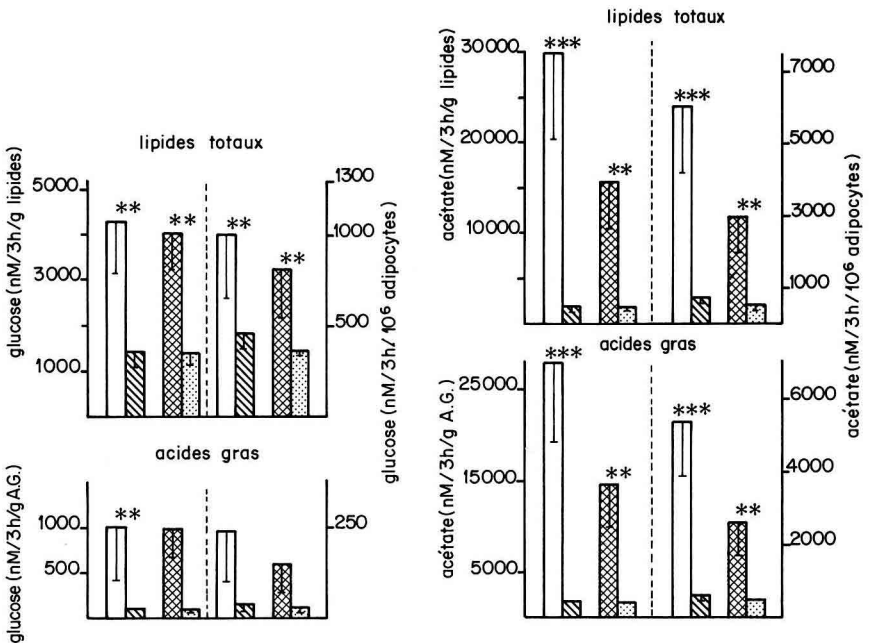 lipides totaux
glucose (nM/3h/g lipides)
5000
3000
1000
** ** ** **
1300
1000
500
glucose (nM/3h/10⁶ adipocytes)
acides gras
glucose (nM/3h/g A.G.)
1000
500
**
250
lipides totaux
acétate (nM/3h/g lipides)
30000
20000
10000
*** ** *** **
7000
5000
3000
1000
acétate (nM/3h/10⁶ adipocytes)
acides gras
acétate (nM/3h/g A.G.)
25000
15000
5000
*** ** *** **
6000
4000
2000